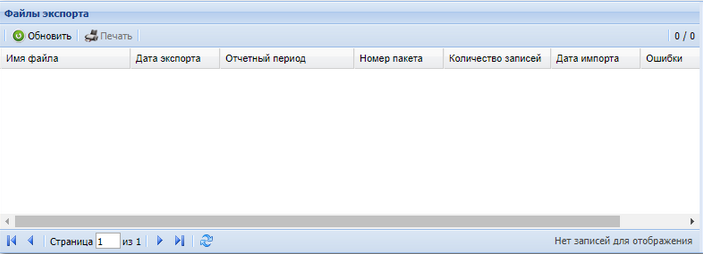 Файлы экспорта
Обновить Печать 0 / 0
Имя файла Дата экспорта Отчетный период Номер пакета Количество записей Дата импорта Ошибки
Страница 1 из 1 Нет записей для отображения